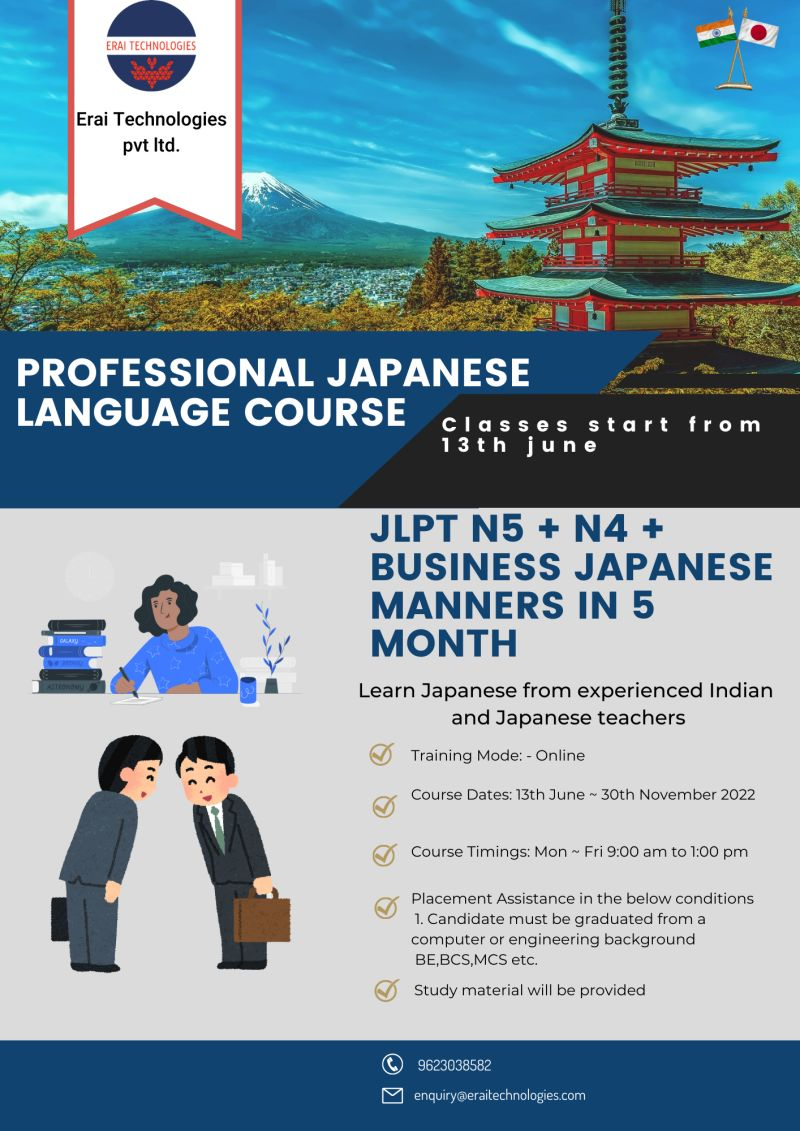 ERAI TECHNOLOGIES
Erai Technologies
pvt ltd.
PROFESSIONAL JAPANESE
LANGUAGE COURSE
Classes start from
13th june
JLPT N5 + N4 +
BUSINESS JAPANESE
MANNERS IN 5
MONTH
Learn Japanese from experienced Indian
and Japanese teachers
GALAXY
ASTRONOMY
Training Mode: - Online
Course Dates: 13th June ~ 30th November 2022
Course Timings: Mon ~ Fri 9:00 am to 1:00 pm
Placement Assistance in the below conditions
1. Candidate must be graduated from a
computer or engineering background
BE,BCS,MCS etc.
Study material will be provided
9623038582
enquiry@eraitechnologies.com